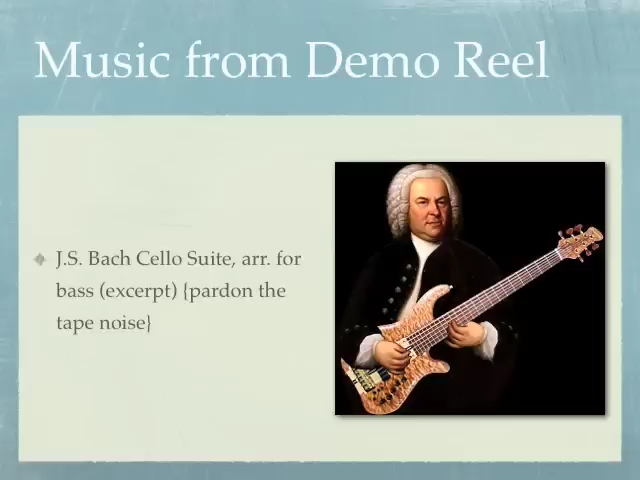 Music from Demo Reel
J.S. Bach Cello Suite, arr. for
bass (excerpt) {pardon the
tape noise}